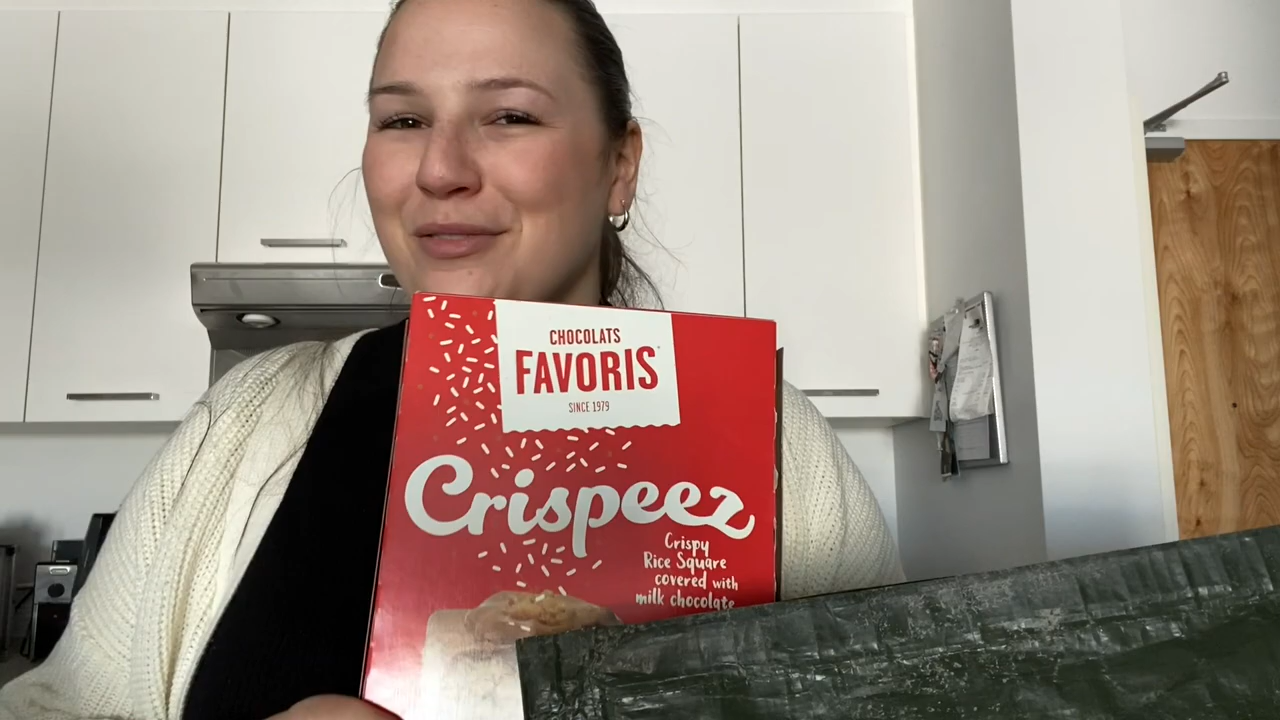 CHOCOLATS
FAVORIS
SINCE 1979
Crispeez
Crispy
Rice Square
covered with
milk chocolate